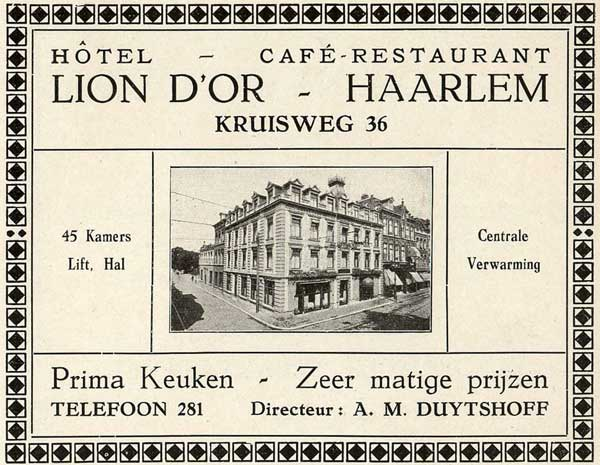 HÔTEL – CAFÉ-RESTAURANT
LION D'OR - HAARLEM
KRUISWEG 36
45 Kamers
Lift, Hal
Centrale
Verwarming
Prima Keuken - Zeer matige prijzen
TELEFOON 281 Directeur: A. M. DUYTSHOFF